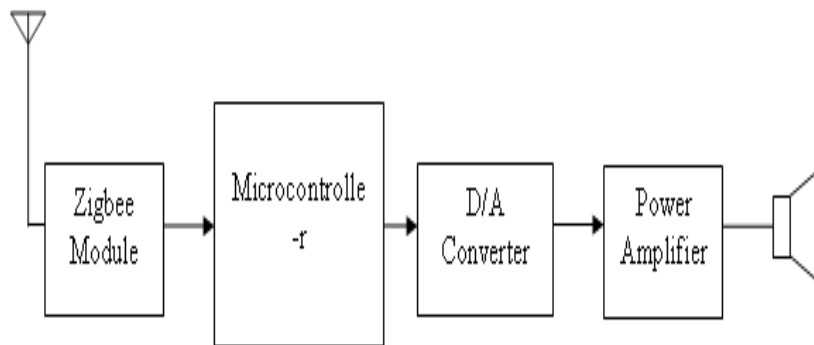 Zigbee
Module
Microcontrolle
-r
D/A
Converter
Power
Amplifier